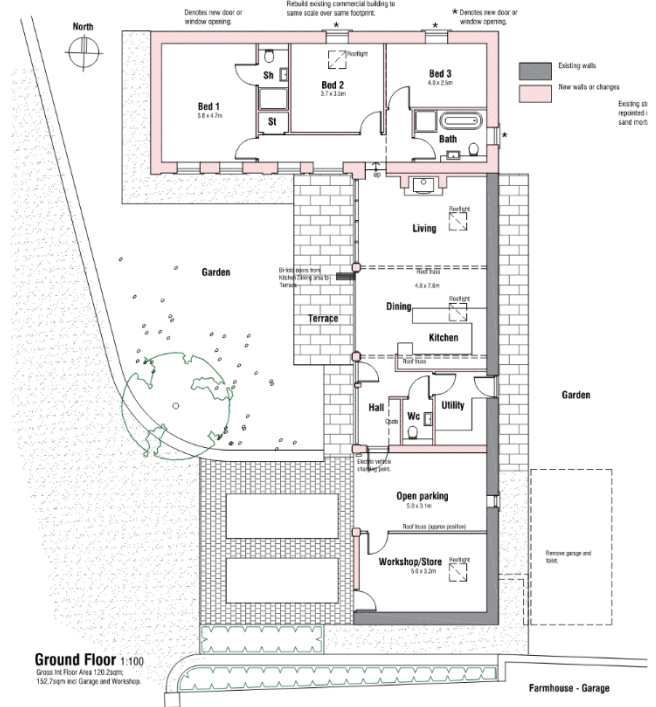 Denotes new door or
window opening.
Rebuild existing commercial building to
same scale over same footprint.
* Denotes new door or
window opening.
North
*
*
Rooflight
Sh
Bed 1
3.8 x 4.7m
Bed 2
3.7 x 3.5m
Bed 3
4.0 x 2.5m
St
Bath
*
up
Existing walls
New walls or changes
Existing st
repointed i
sand mort
Living
Rooflight
Garden
Bi-fold doors from
Kitchen Dining area to
Terrace.
Roof truss
4.8 x 7.6m
Rooflight
Dining
Terrace
Kitchen
Roof truss
Hall
Coats
Wc
Utility
Garden
Electric vehicle
charging point.
Open parking
5.0 x 3.1m
Roof truss (approx position)
Workshop/Store
5.0 x 3.2m
Rooflight
Remove garage and
toilet.
Ground Floor 1:100
Gross Int Floor Area 120.2sqm;
152.7sqm incl Garage and Workshop.
Farmhouse - Garage